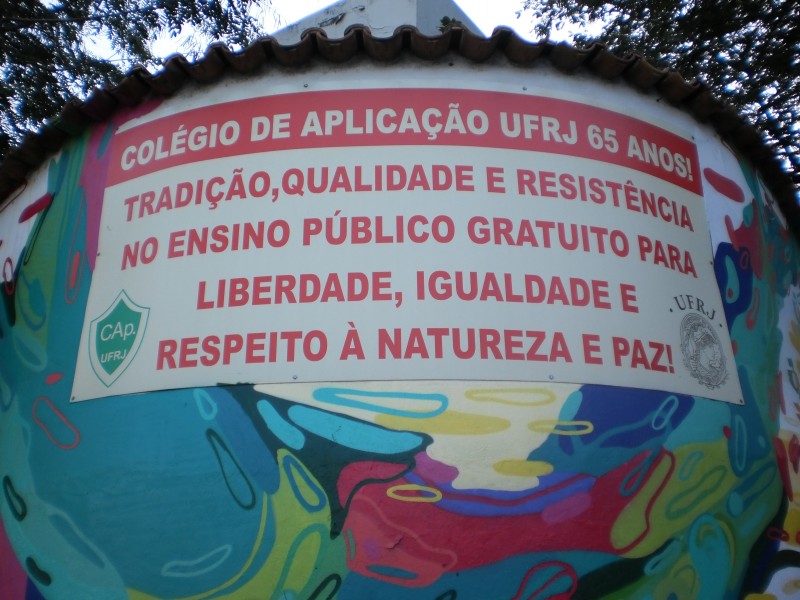 COLÉGIO DE APLICAÇÃO UFRJ 65 ANOS!
TRADIÇÃO,QUALIDADE E RESISTÊNCIA
NO ENSINO PÚBLICO GRATUITO PARA
LIBERDADE, IGUALDADE E
RESPEITO À NATUREZA E PAZ!
CAp.
UFRJ
· UFRJ ·